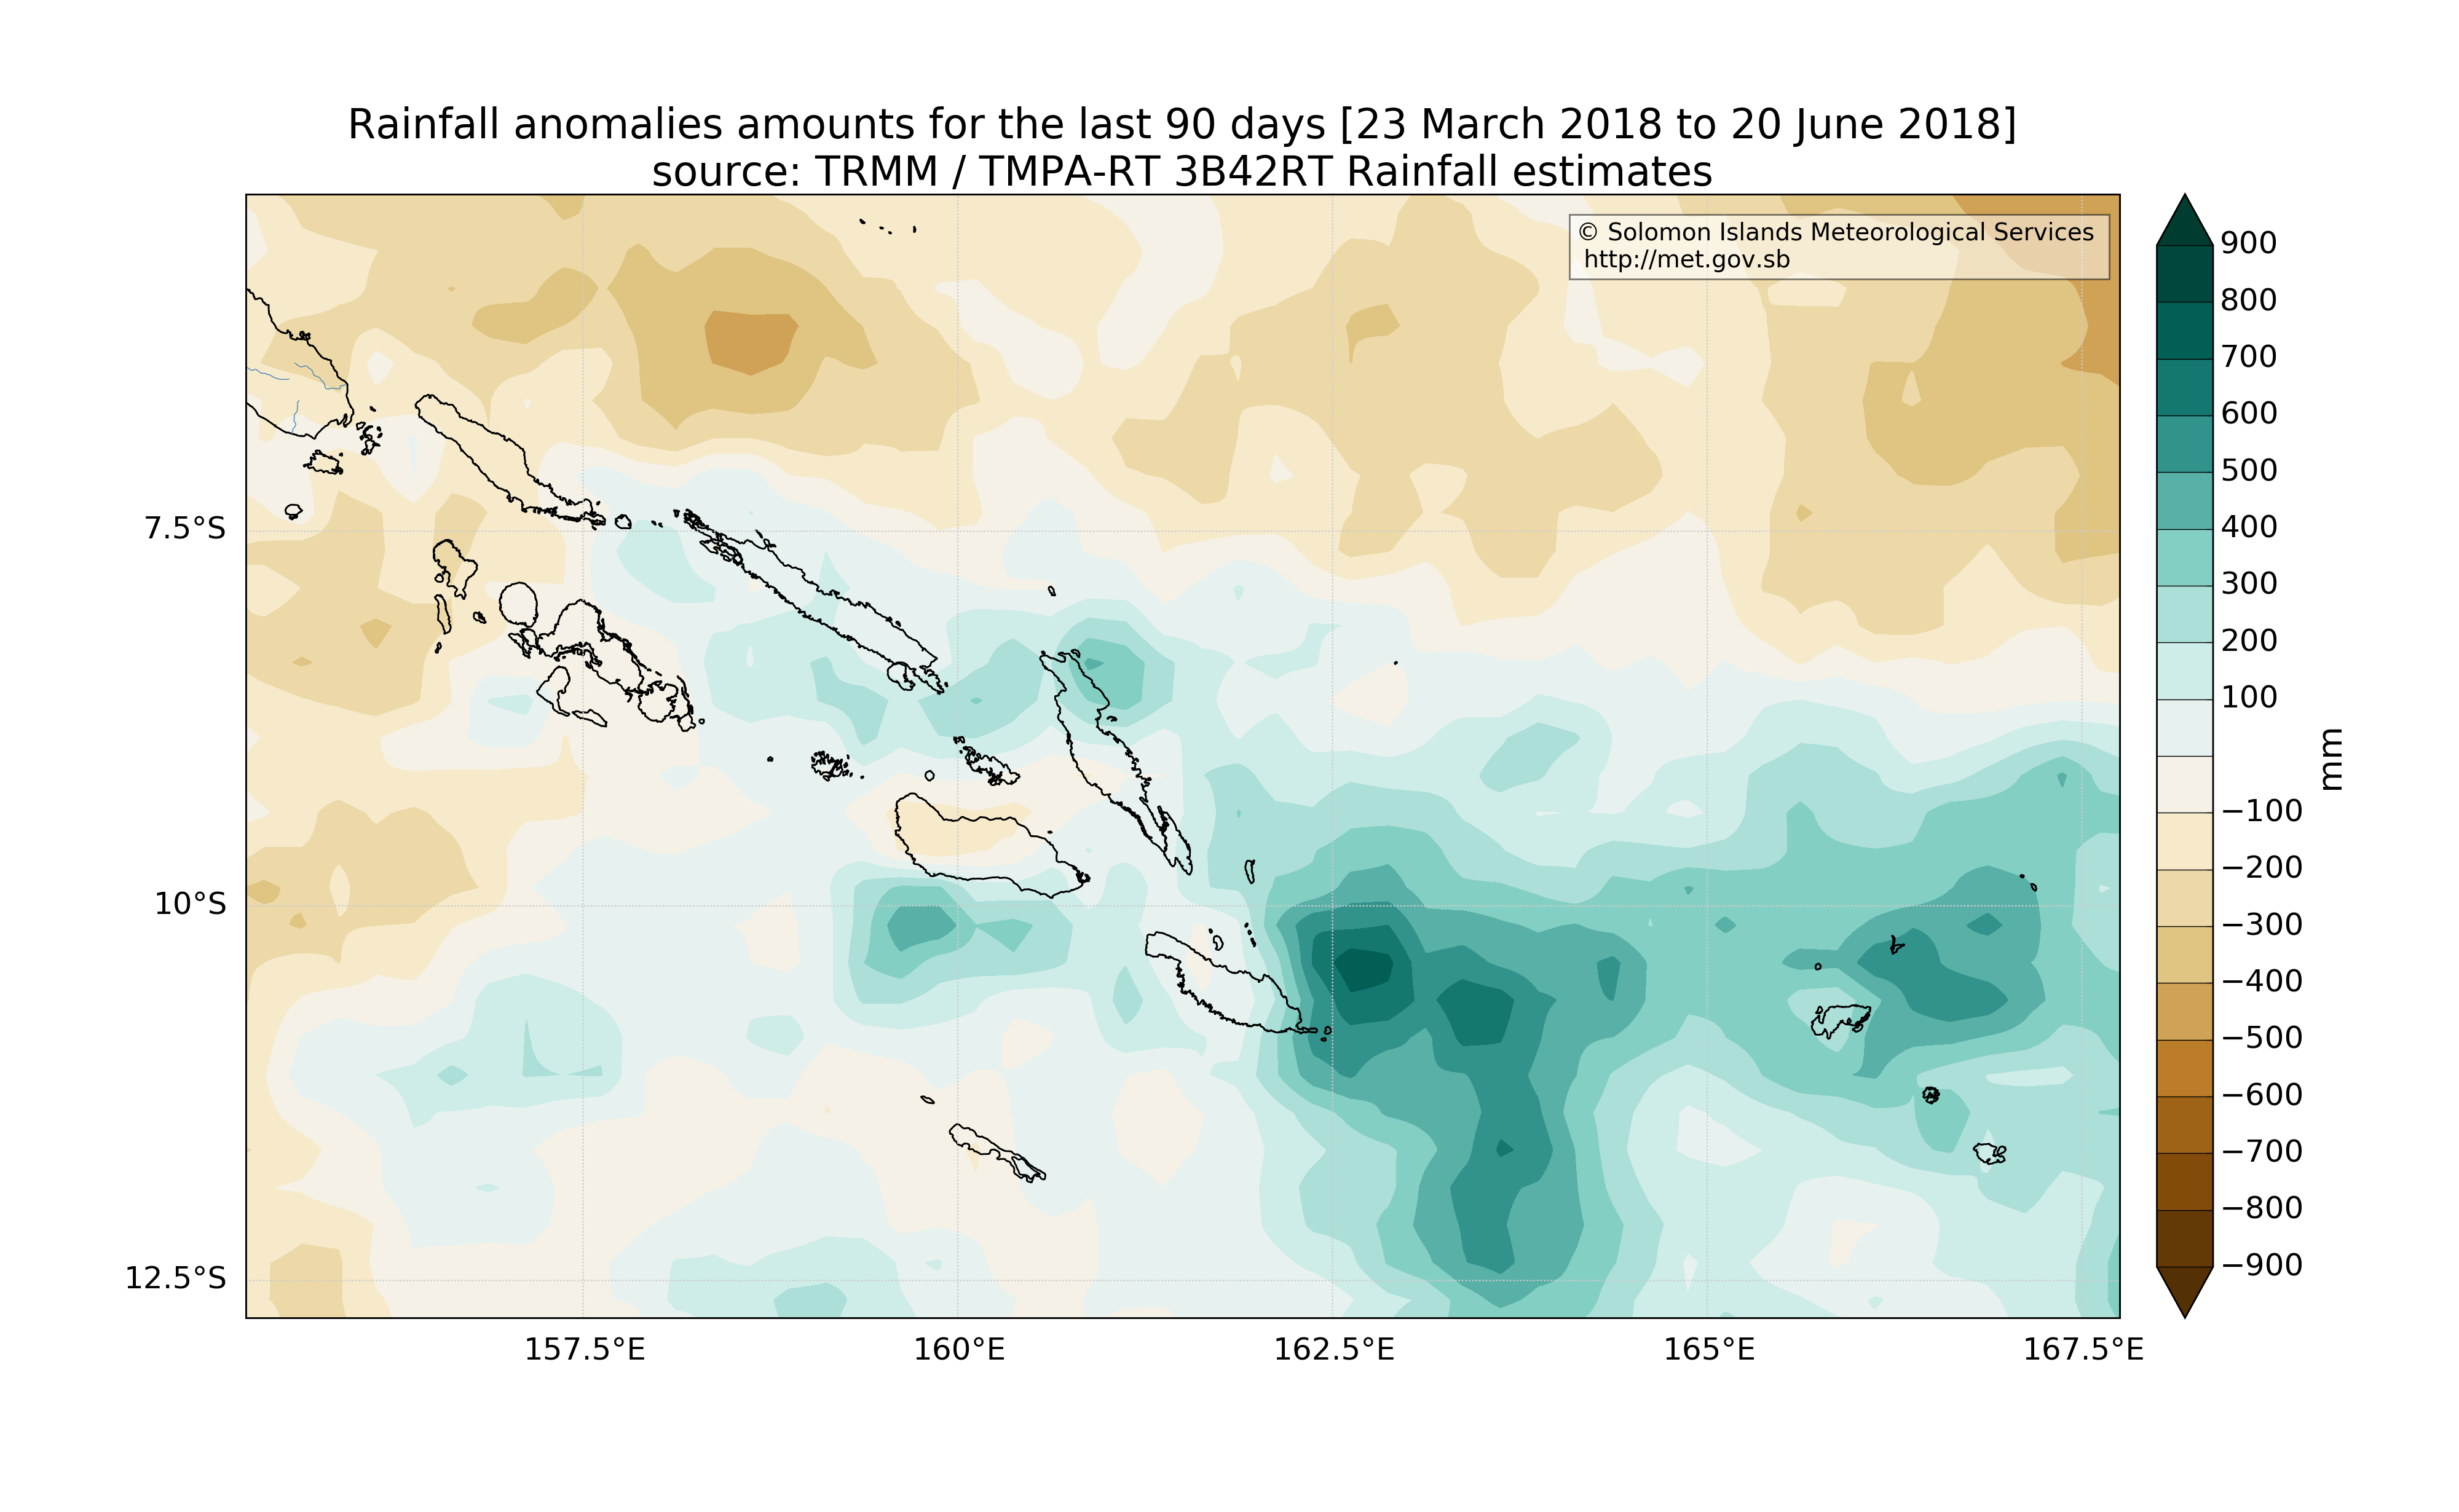 Rainfall anomalies amounts for the last 90 days [23 March 2018 to 20 June 2018]
source: TRMM / TMPA-RT 3B42RT Rainfall estimates
© Solomon Islands Meteorological Services
http://met.gov.sb
7.5°S
10°S
12.5°S
157.5°E
160°E
162.5°E
165°E
167.5°E
900
800
700
600
500
400
300
200
100
−100
−200
−300
−400
−500
−600
−700
−800
−900
mm